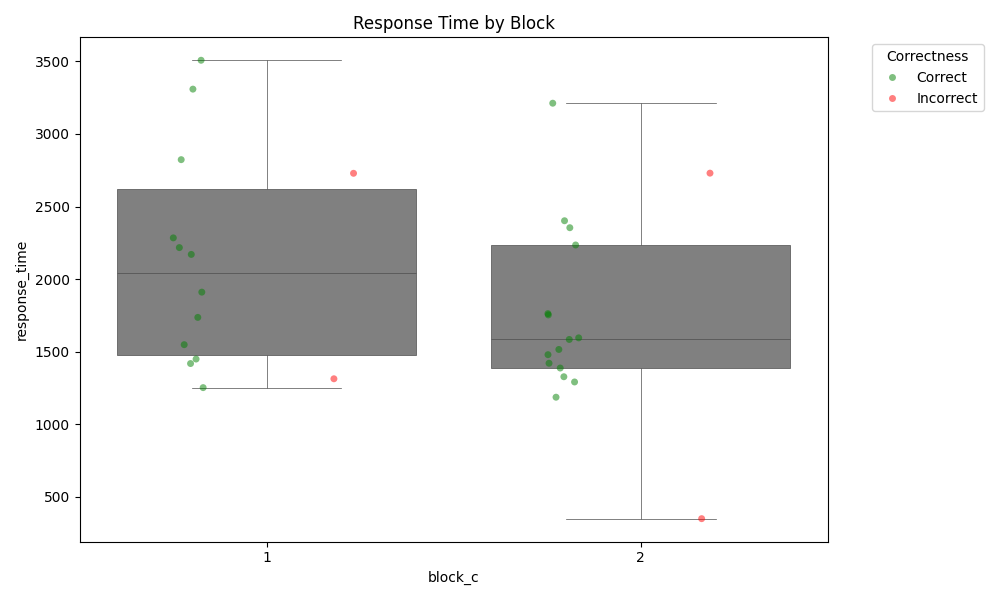 Response Time by Block
Correctness
Correct
Incorrect
response_time
3500
3000
2500
2000
1500
1000
500
1
2
block_c